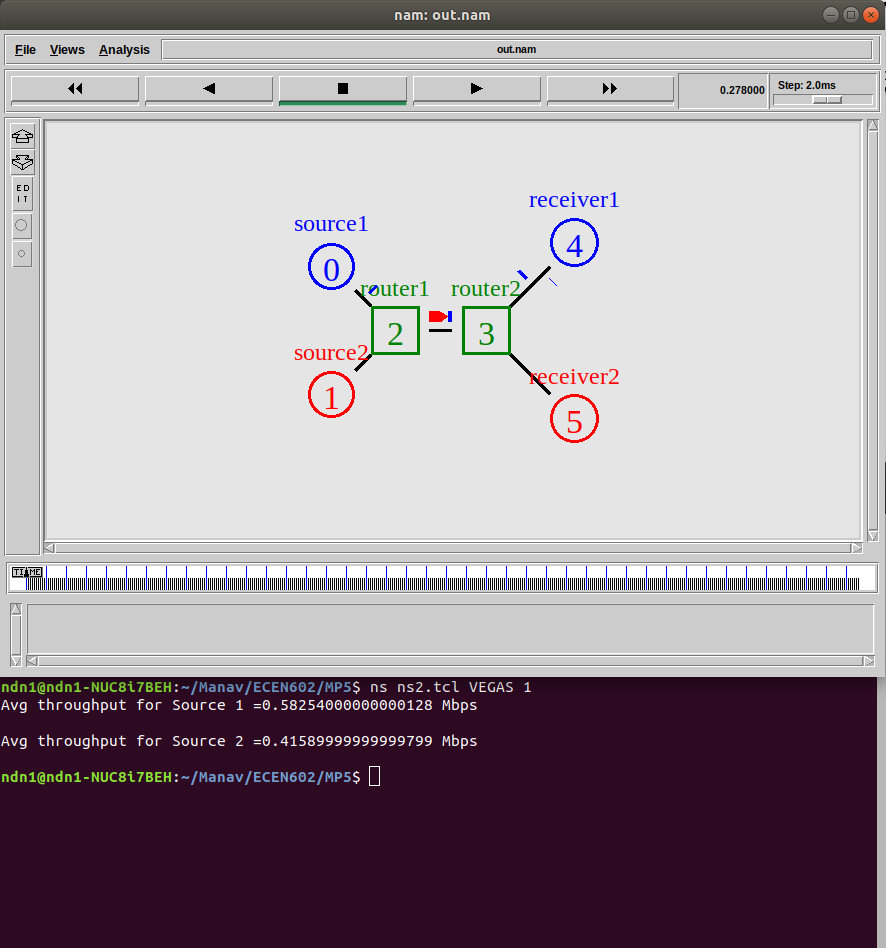 nam: out.nam
File Views Analysis out.nam
0.278000 Step: 2.0ms
E D
I T
receiver1
source1
4
0
router1 router2
2 3
source2
receiver2
1
5
TIME
ndn1@ndn1-NUC8i7BEH:~/Manav/ECEN602/MP5$ ns ns2.tcl VEGAS 1
Avg throughput for Source 1 =0.58254000000000128 Mbps
Avg throughput for Source 2 =0.41589999999999799 Mbps
ndn1@ndn1-NUC8i7BEH:~/Manav/ECEN602/MP5$